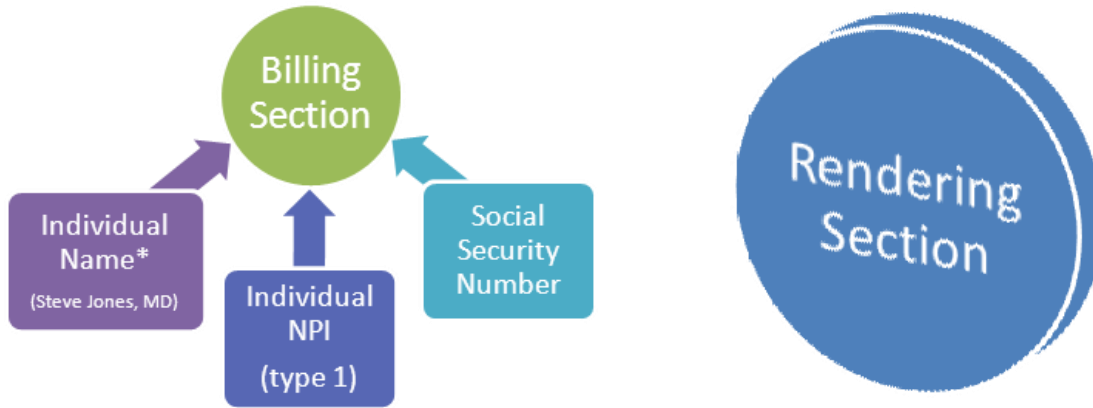 Billing
Section
Individual
Name*
(Steve Jones, MD)
Individual
NPI
(type 1)
Social
Security
Number
Rendering
Section